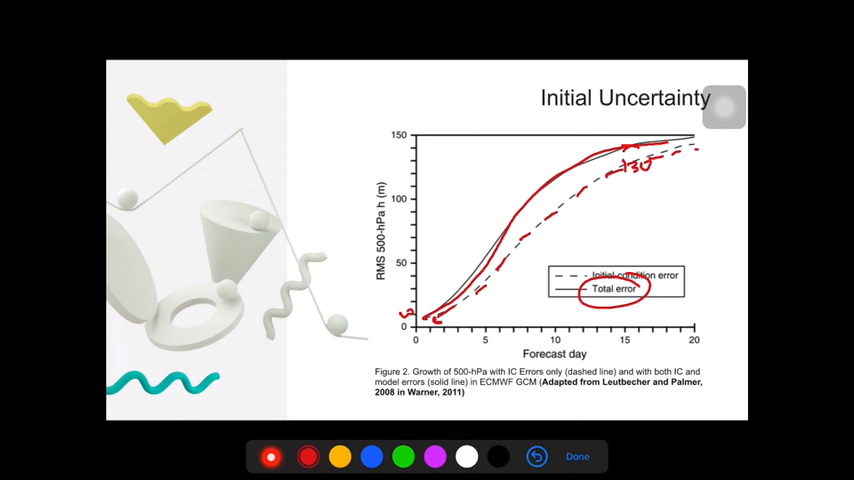 Initial Uncertainty
150
100
50
0
RMS 500-hPa h (m)
130
Initial-condition error
Total error
0 5 10 15 20
Forecast day
Figure 2. Growth of 500-hPa with IC Errors only (dashed line) and with both IC and
model errors (solid line) in ECMWF GCM (Adapted from Leutbecher and Palmer,
2008 in Warner, 2011)
Done